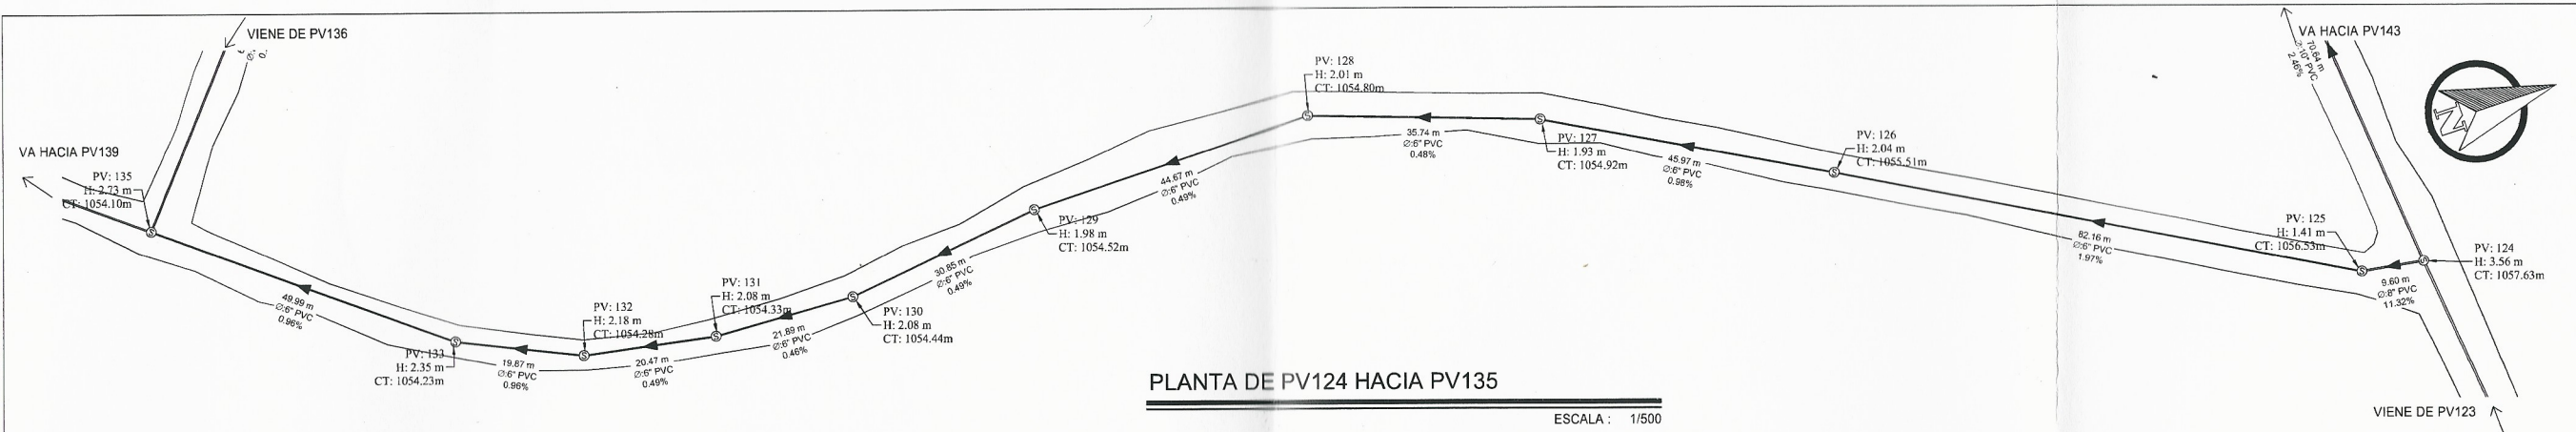 VIENE DE PV136
VA HACIA PV139
PV: 135
H: 2.73 m
CT: 1054.10m
49.99 m
∅:6" PVC
0.96%
PV: 133
H: 2.35 m
CT: 1054.23m
19.87 m
∅:6" PVC
0.96%
PV: 132
H: 2.18 m
CT: 1054.28m
20.47 m
∅:6" PVC
0.49%
PV: 131
H: 2.08 m
CT: 1054.33m
21.89 m
∅:6" PVC
0.46%
PV: 130
H: 2.08 m
CT: 1054.44m
30.85 m
∅:6" PVC
0.49%
PV: 129
H: 1.98 m
CT: 1054.52m
44.67 m
∅:6" PVC
0.49%
PV: 128
H: 2.01 m
CT: 1054.80m
35.74 m
∅:6" PVC
0.48%
PV: 127
H: 1.93 m
CT: 1054.92m
45.97 m
∅:6" PVC
0.98%
PV: 126
H: 2.04 m
CT: 1055.51m
82.16 m
∅:6" PVC
1.97%
PV: 125
H: 1.41 m
CT: 1056.53m
9.60 m
∅:8" PVC
11.32%
PV: 124
H: 3.56 m
CT: 1057.63m
VA HACIA PV143
70.64 m
∅:10" PVC
2.46%
N
VIENE DE PV123
PLANTA DE PV124 HACIA PV135
ESCALA : 1/500